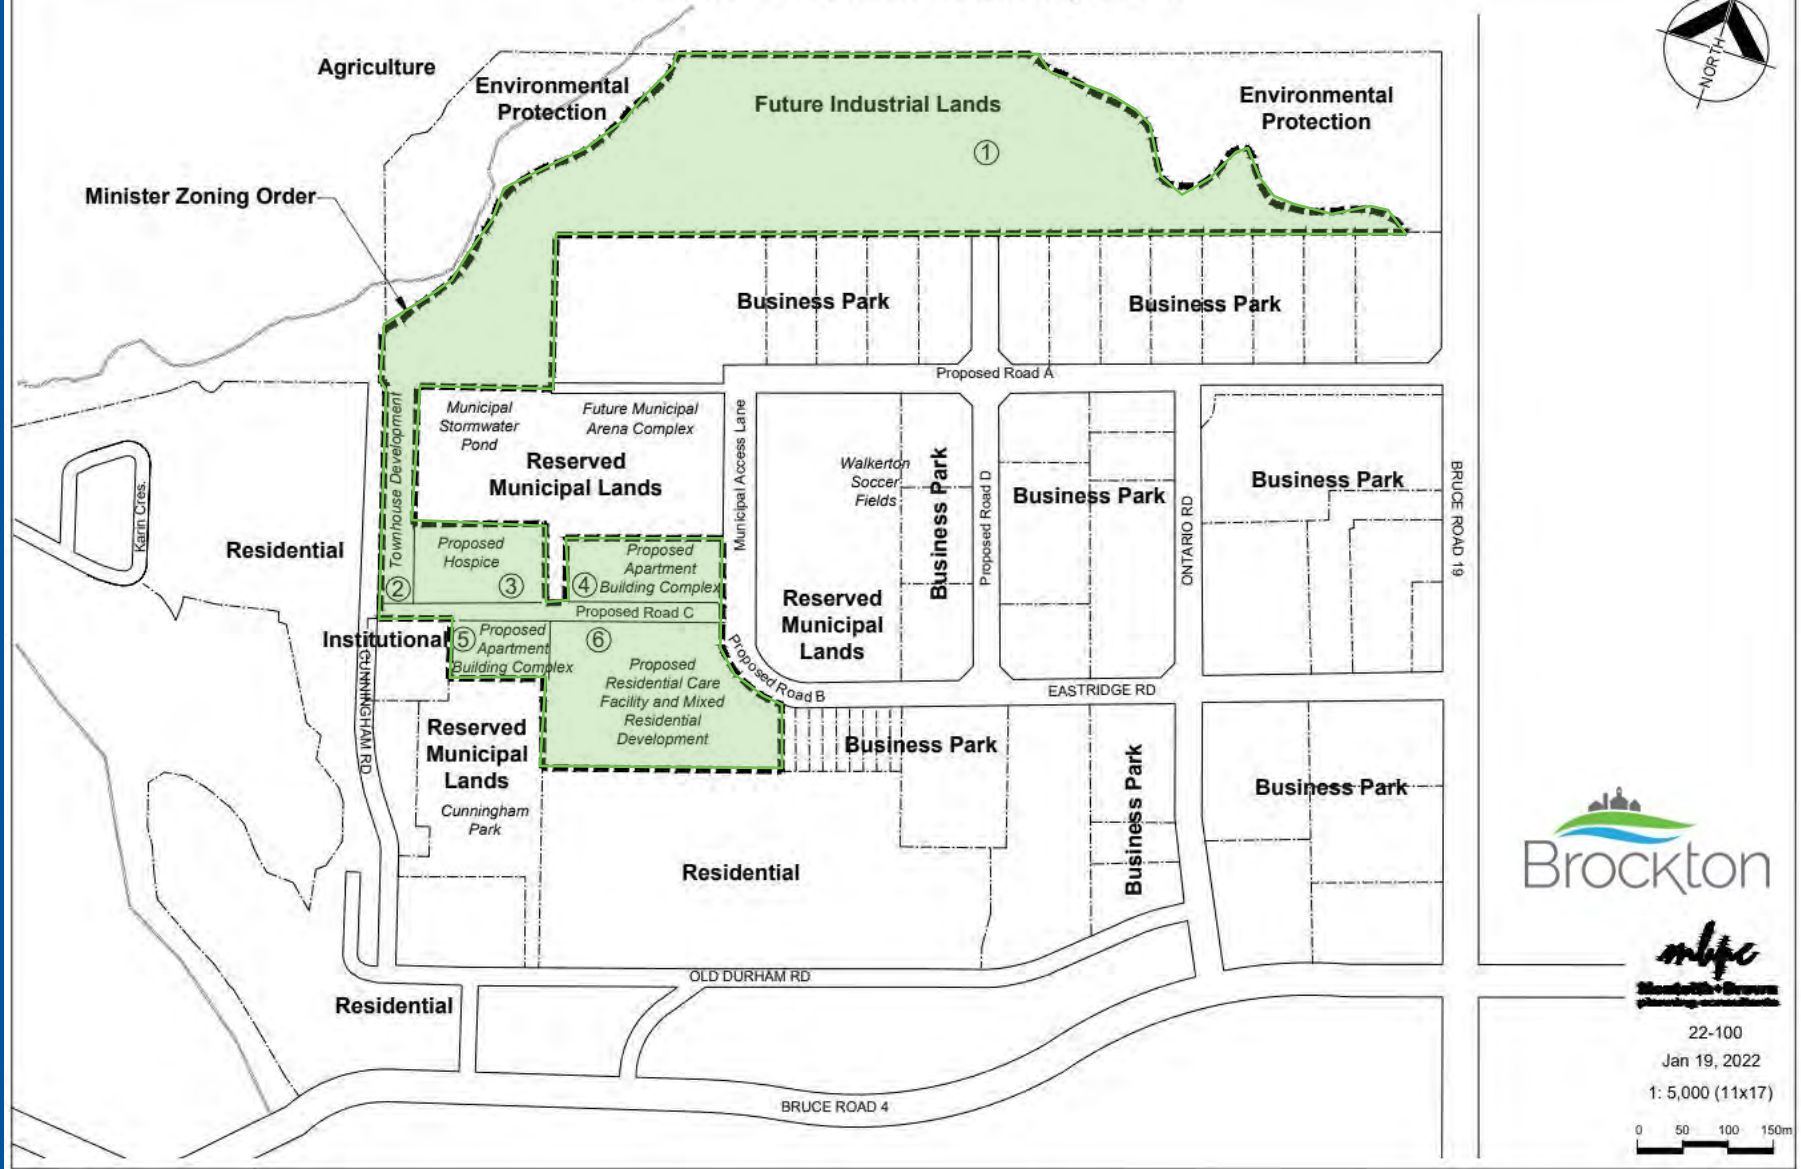 NORTH
Agriculture
Environmental
Protection
Future Industrial Lands
1
Environmental
Protection
Minister Zoning Order
Business Park
Business Park
Proposed Road A
Municipal
Stormwater
Pond
Future Municipal
Arena Complex
Reserved
Municipal Lands
Townhouse Development
Municipal Access Lane
Walkerton
Soccer
Fields
Business Park
Proposed Road D
Business Park
ONTARIO RD
Business Park
BRUCE ROAD 19
Karin Cres.
Residential
Proposed
Hospice
2
3
4
Proposed
Apartment
Building Complex
Proposed Road C
Reserved
Municipal
Lands
Institutional
5
Proposed
Apartment
Building Complex
6
Proposed
Residential Care
Facility and Mixed
Residential
Development
Proposed Road B
EASTRIDGE RD
CUNNINGHAM RD
Reserved
Municipal
Lands
Cunningham
Park
Business Park
Business Park
Business Park
Residential
Brockton
OLD DURHAM RD
Residential
BRUCE ROAD 4
mbpc
Monteith+Brown
planning consultants
22-100
Jan 19, 2022
1: 5,000 (11x17)
0 50 100 150m